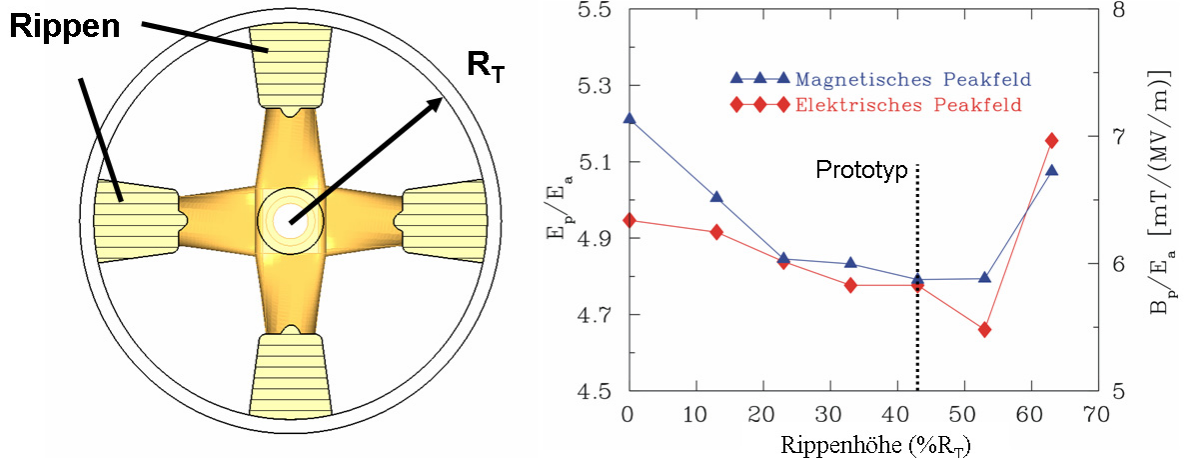 Rippen
R_T
5.5
5.3
5.1
4.9
4.7
4.5
E_p/E_a
Magnetisches Peakfeld
Elektrisches Peakfeld
Prototyp
8
7
6
5
B_p/E_a [mT/(MV/m)]
0 10 20 30 40 50 60 70
Rippenhöhe (%R_T)